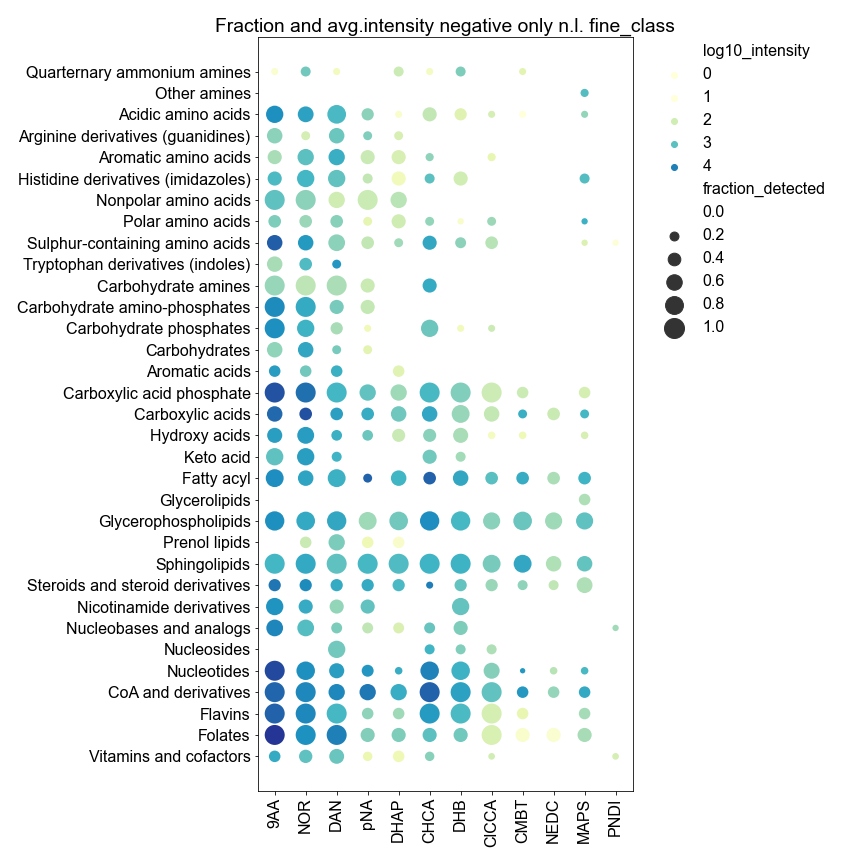 Fraction and avg.intensity negative only n.l. fine_class
Quarternary ammonium amines
Other amines
Acidic amino acids
Arginine derivatives (guanidines)
Aromatic amino acids
Histidine derivatives (imidazoles)
Nonpolar amino acids
Polar amino acids
Sulphur-containing amino acids
Tryptophan derivatives (indoles)
Carbohydrate amines
Carbohydrate amino-phosphates
Carbohydrate phosphates
Carbohydrates
Aromatic acids
Carboxylic acid phosphate
Carboxylic acids
Hydroxy acids
Keto acid
Fatty acyl
Glycerolipids
Glycerophospholipids
Prenol lipids
Sphingolipids
Steroids and steroid derivatives
Nicotinamide derivatives
Nucleobases and analogs
Nucleosides
Nucleotides
CoA and derivatives
Flavins
Folates
Vitamins and cofactors
9AA
NOR
DAN
pNA
DHAP
CHCA
DHB
ClCCA
CMBT
NEDC
MAPS
PNDI
log10_intensity
0
1
2
3
4
fraction_detected
0.0
0.2
0.4
0.6
0.8
1.0